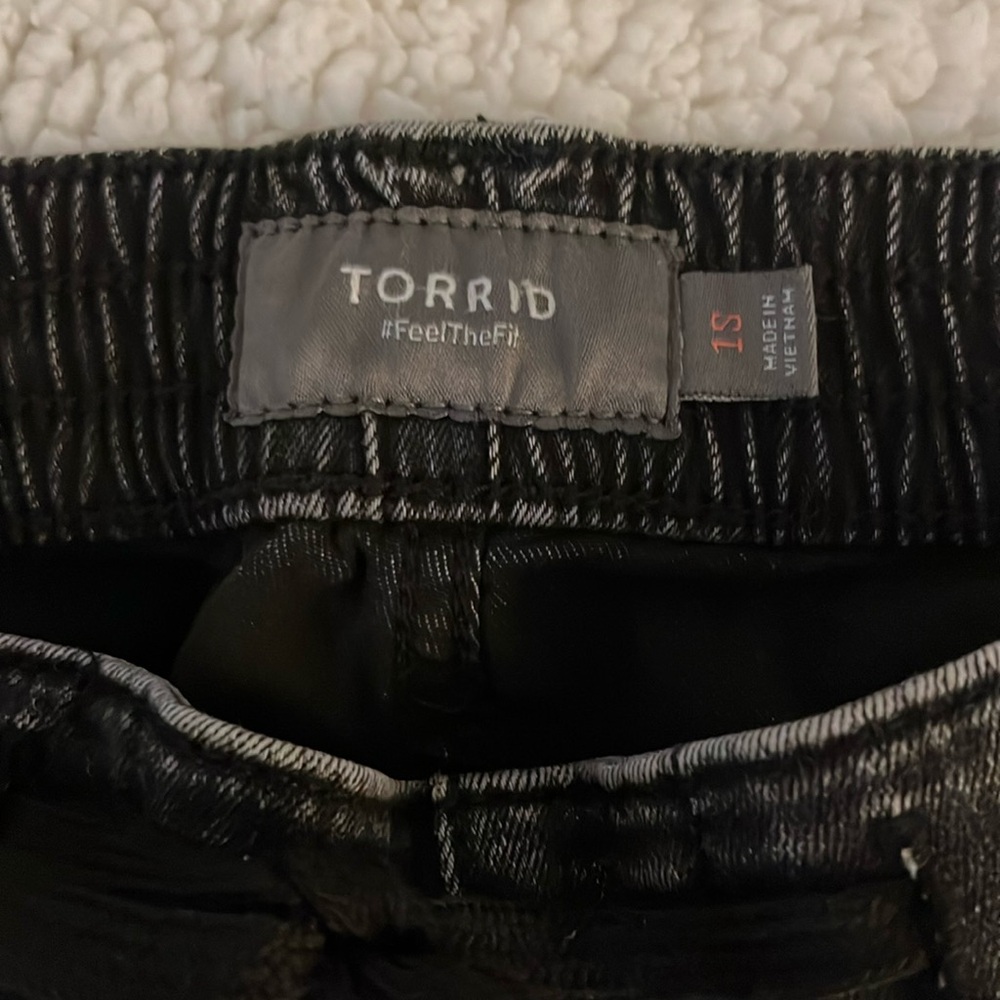 TORRID
#FeelTheFit
1S
MADE IN
VIETNAM